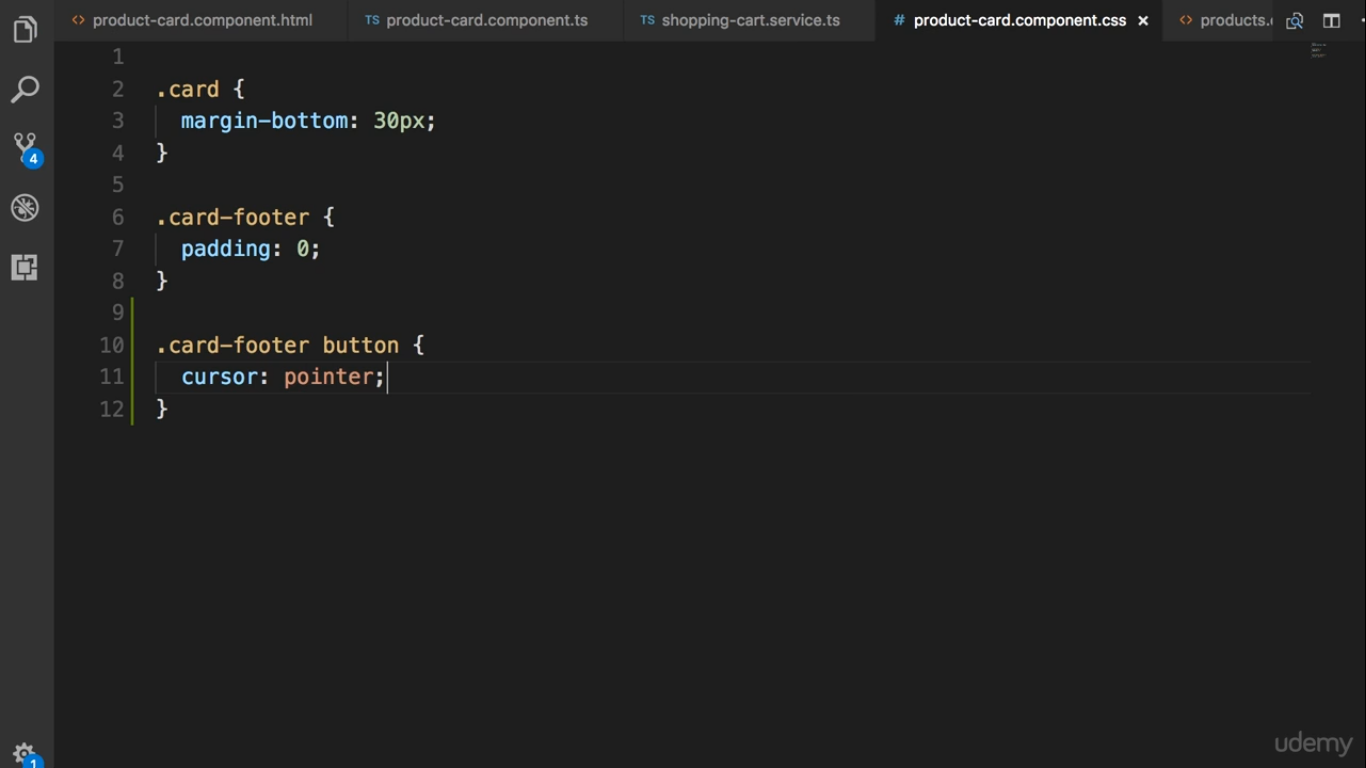 <> product-card.component.html TS product-card.component.ts TS shopping-cart.service.ts # product-card.component.css × <> products.
1
2 .card {
3 margin-bottom: 30px;
4 }
5
6 .card-footer {
7 padding: 0;
8 }
9
10 .card-footer button {
11 cursor: pointer;
12 }
4
1
udemy